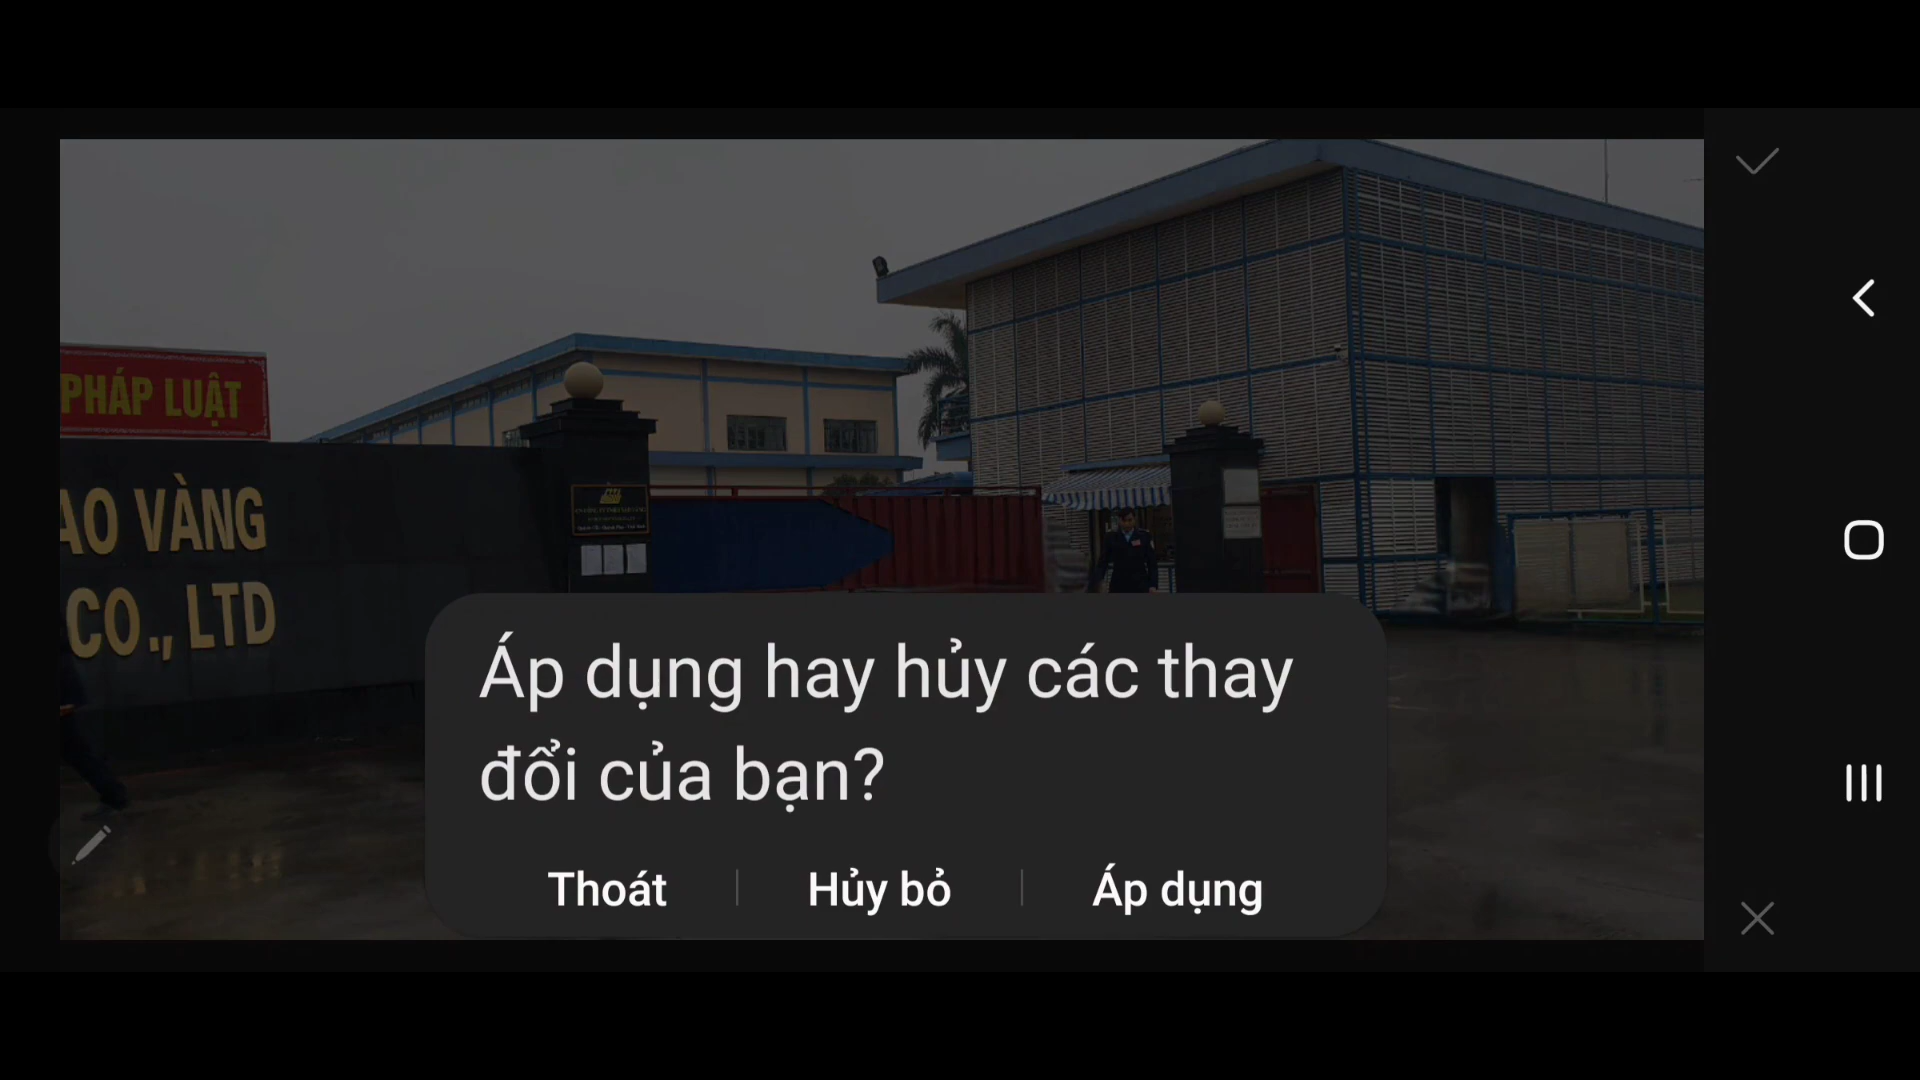 PHÁP LUẬT
AO VÀNG
CO., LTD
Áp dụng hay hủy các thay
đổi của bạn?
Thoát
Hủy bỏ
Áp dụng